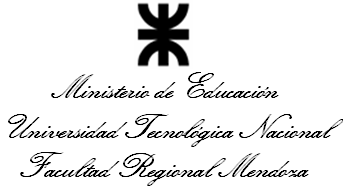 Ministerio de Educación
Universidad Tecnológica Nacional
Facultad Regional Mendoza